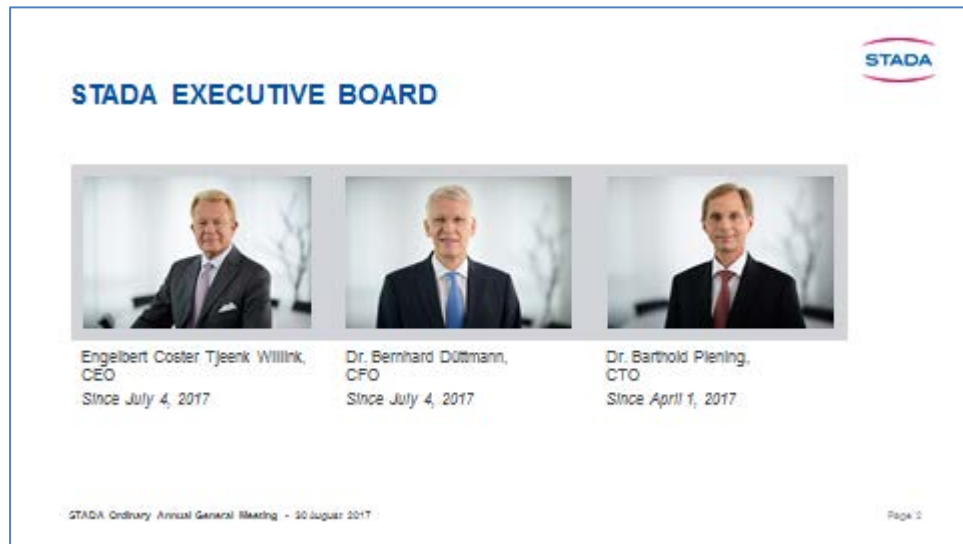 STADA
STADA EXECUTIVE BOARD
Engelbert Coster Tjeenk Willink,
CEO
Since July 4, 2017
Dr. Bernhard Düttmann,
CFO
Since July 4, 2017
Dr. Barthold Piening,
CTO
Since April 1, 2017
STADA Ordinary Annual General Meeting - 30 August 2017
Page 2